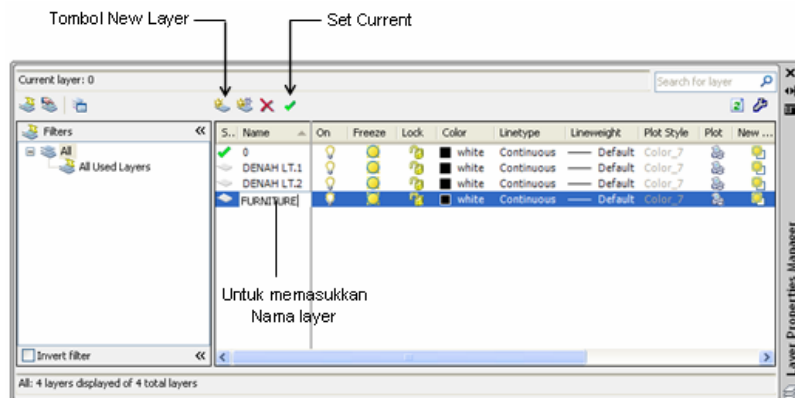 Tombol New Layer
Set Current
Current layer: 0
Search for layer
Filters
All
All Used Layers
S.. Name On Freeze Lock Color Linetype Lineweight Plot Style Plot New ...
0 white Continuous Default Color_7
DENAH LT.1 white Continuous Default Color_7
DENAH LT.2 white Continuous Default Color_7
FURNITURE white Continuous Default Color_7
Untuk memasukkan
Nama layer
Invert filter
All: 4 layers displayed of 4 total layers
Layer Properties Manager